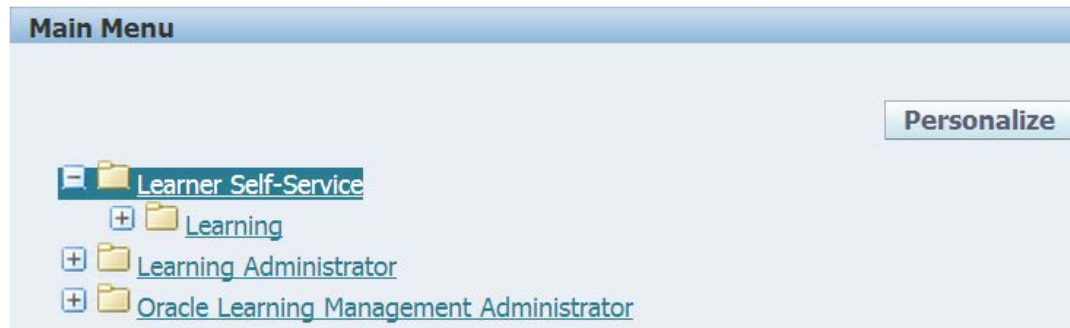 Main Menu
Personalize
Learner Self-Service
Learning
Learning Administrator
Oracle Learning Management Administrator